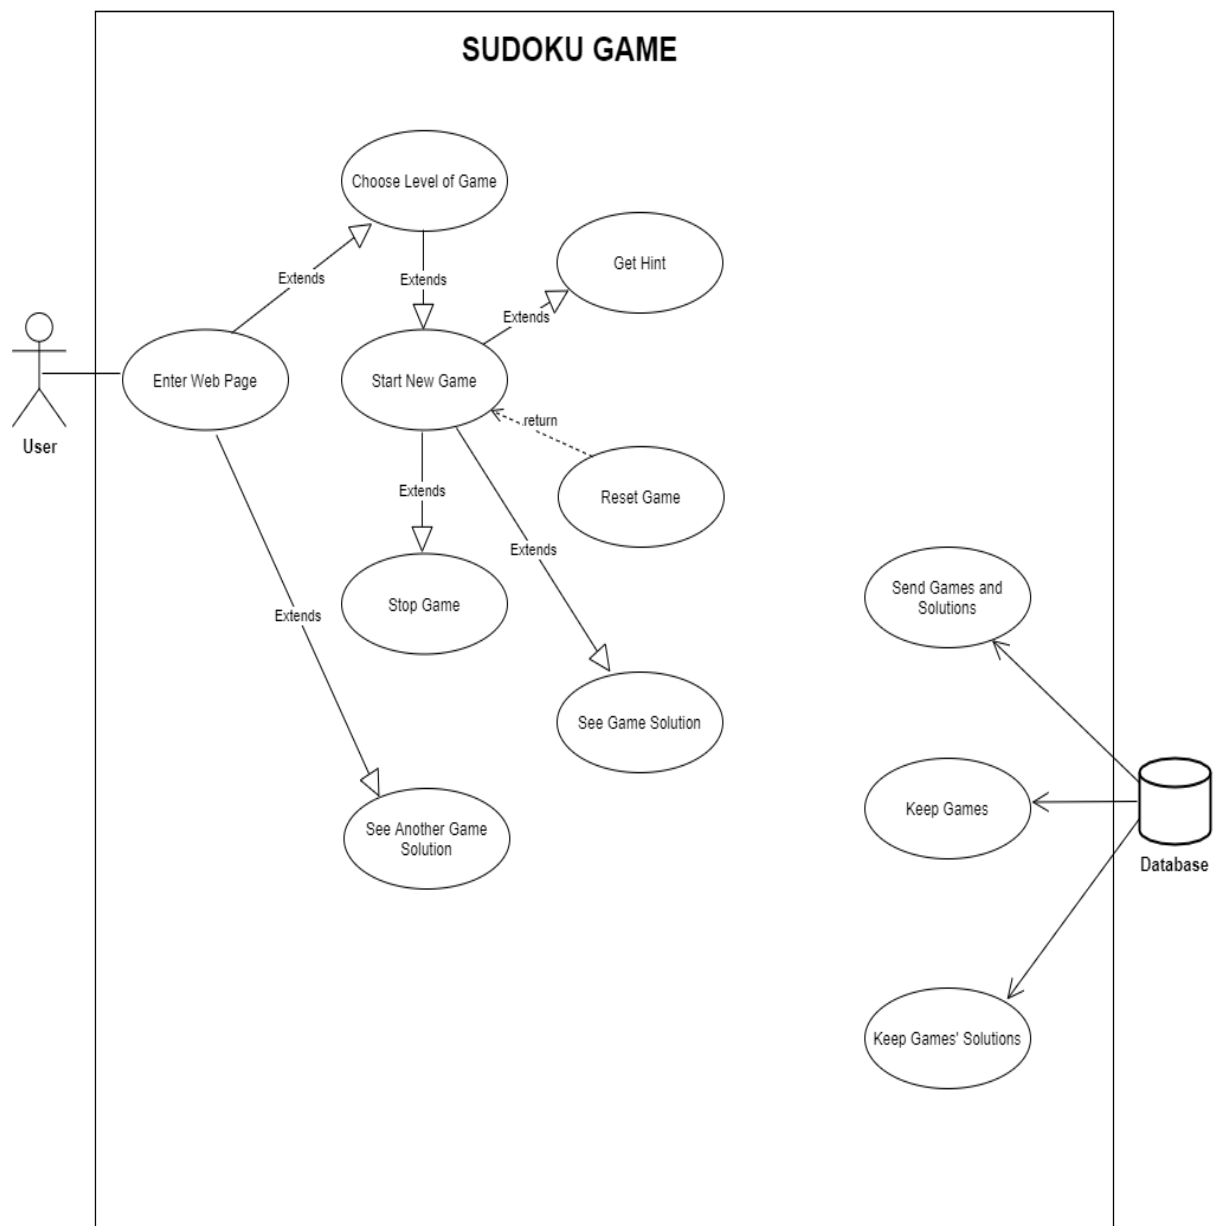 SUDOKU GAME
Choose Level of Game
Get Hint
Extends
Extends
Extends
Enter Web Page
Start New Game
return
User
Extends
Reset Game
Extends
Send Games and
Solutions
Stop Game
Extends
See Game Solution
Keep Games
See Another Game
Solution
Database
Keep Games' Solutions